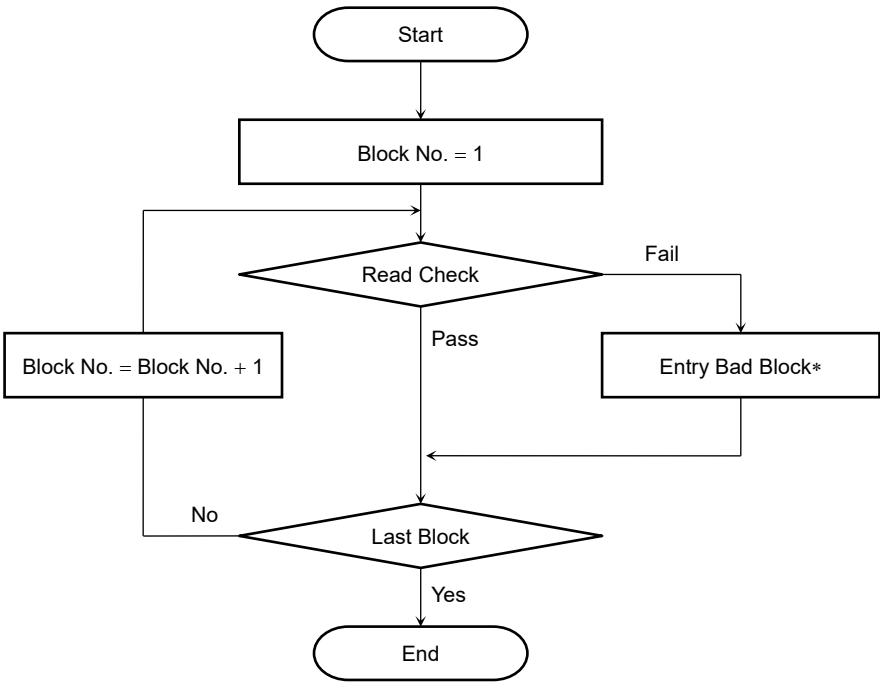 Start
Block No. = 1
Read Check
Fail
Pass
Block No. = Block No. + 1
Entry Bad Block∗
No
Last Block
Yes
End